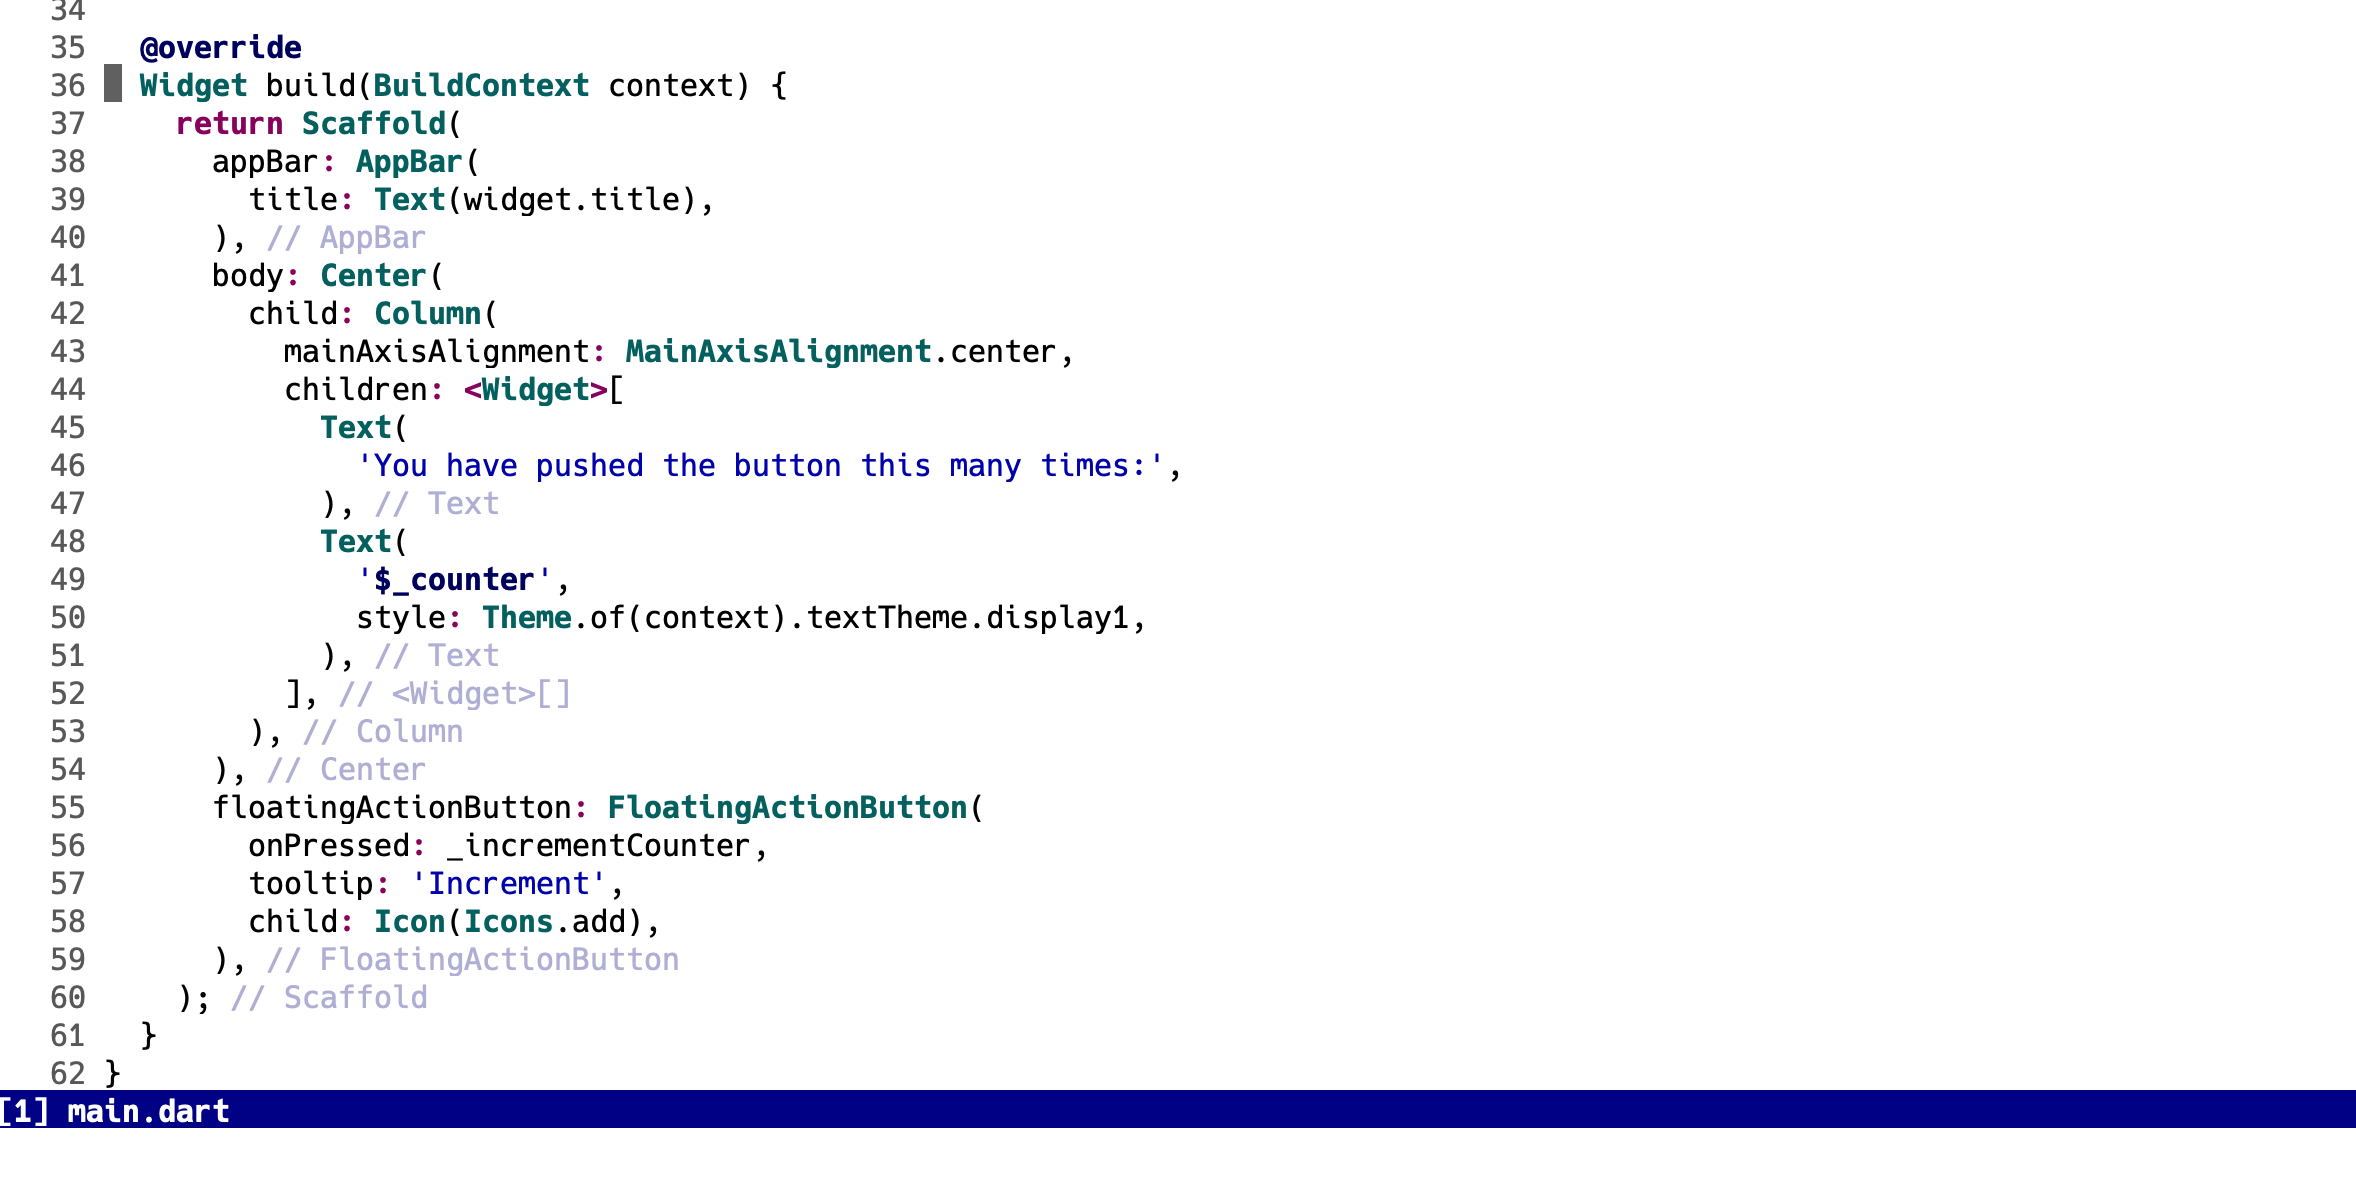 34
35   @override
36   Widget build(BuildContext context) {
37     return Scaffold(
38       appBar: AppBar(
39         title: Text(widget.title),
40       ), // AppBar
41       body: Center(
42         child: Column(
43           mainAxisAlignment: MainAxisAlignment.center,
44           children: <Widget>[
45             Text(
46               'You have pushed the button this many times:',
47             ), // Text
48             Text(
49               '$_counter',
50               style: Theme.of(context).textTheme.display1,
51             ), // Text
52           ], // <Widget>[]
53         ), // Column
54       ), // Center
55       floatingActionButton: FloatingActionButton(
56         onPressed: _incrementCounter,
57         tooltip: 'Increment',
58         child: Icon(Icons.add),
59       ), // FloatingActionButton
60     ); // Scaffold
61   }
62 }
[1] main.dart